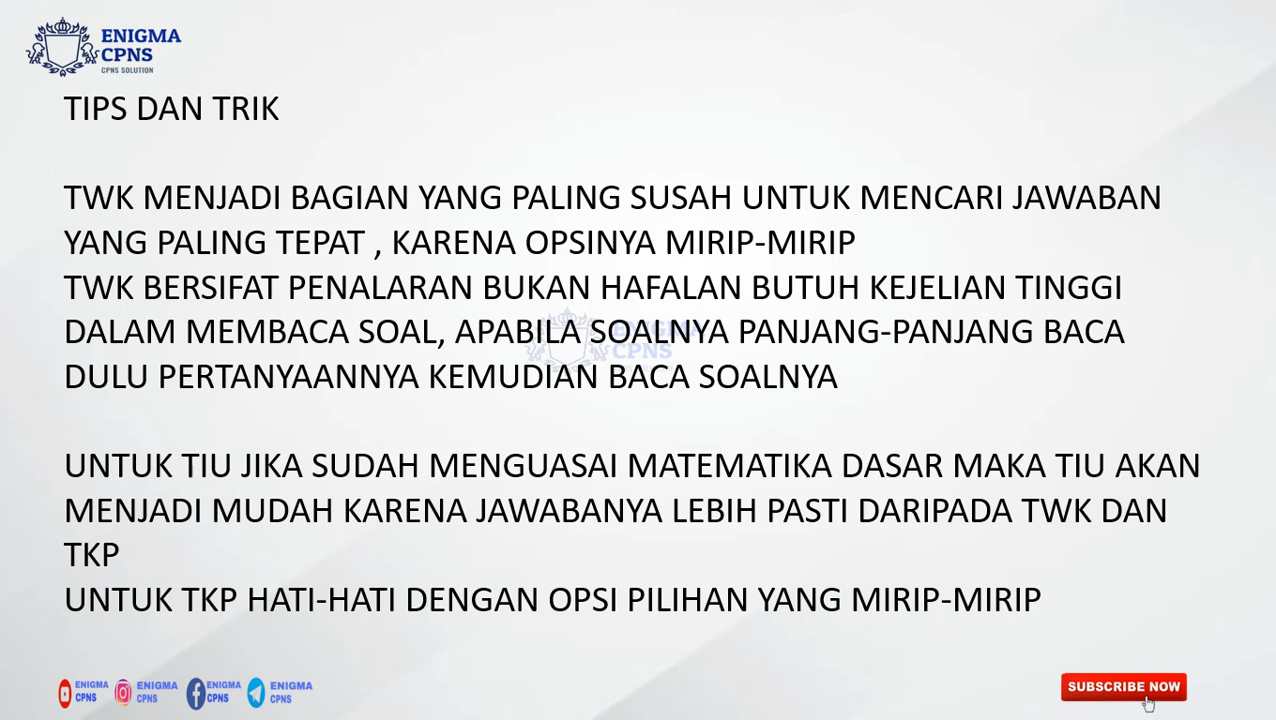 ENIGMA
CPNS
CPNS SOLUTION
TIPS DAN TRIK
TWK MENJADI BAGIAN YANG PALING SUSAH UNTUK MENCARI JAWABAN
YANG PALING TEPAT , KARENA OPSINYA MIRIP-MIRIP
TWK BERSIFAT PENALARAN BUKAN HAFALAN BUTUH KEJELIAN TINGGI
DALAM MEMBACA SOAL, APABILA SOALNYA PANJANG-PANJANG BACA
DULU PERTANYAANNYA KEMUDIAN BACA SOALNYA
ENIGMA
CPNS
UNTUK TIU JIKA SUDAH MENGUASAI MATEMATIKA DASAR MAKA TIU AKAN
MENJADI MUDAH KARENA JAWABANYA LEBIH PASTI DARIPADA TWK DAN
TKP
UNTUK TKP HATI-HATI DENGAN OPSI PILIHAN YANG MIRIP-MIRIP
ENIGMA
CPNS
ENIGMA
CPNS
ENIGMA
CPNS
ENIGMA
CPNS
SUBSCRIBE NOW